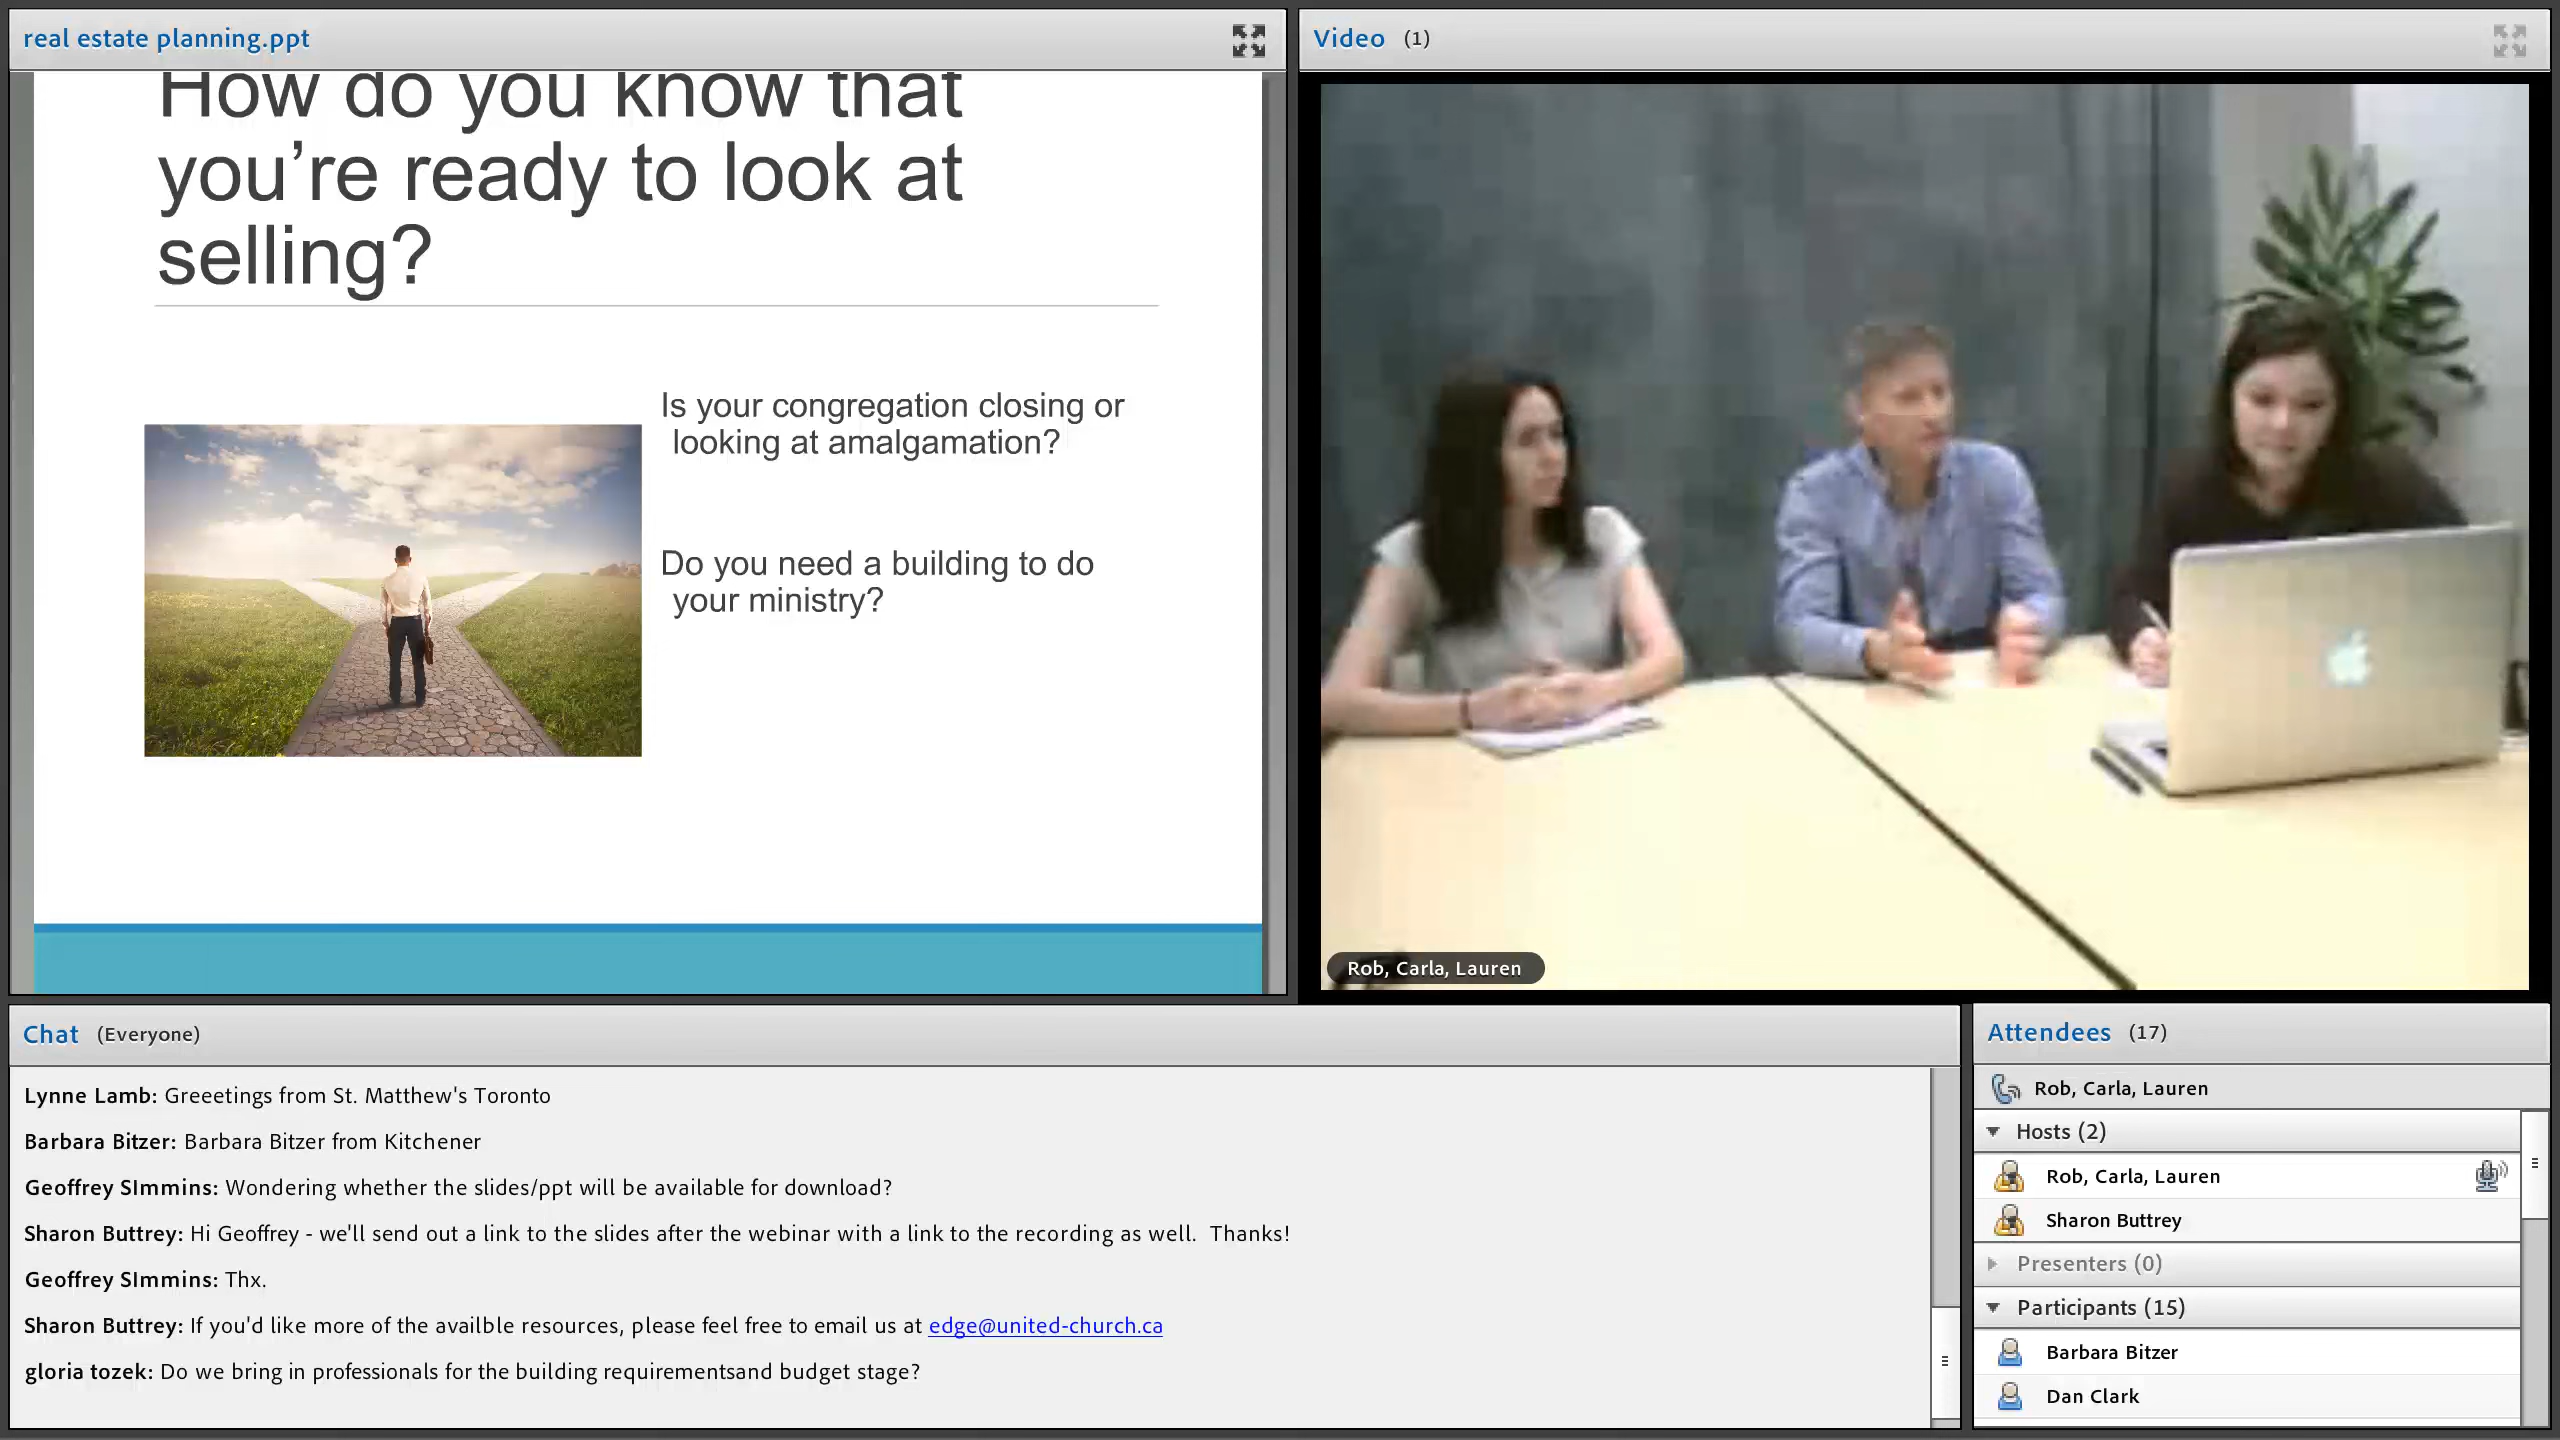 real estate planning.ppt
How do you know that
you're ready to look at
selling?
Is your congregation closing or
looking at amalgamation?
Do you need a building to do
your ministry?
Video (1)
Rob, Carla, Lauren
Chat (Everyone)
Lynne Lamb: Greeetings from St. Matthew's Toronto
Barbara Bitzer: Barbara Bitzer from Kitchener
Geoffrey SImmins: Wondering whether the slides/ppt will be available for download?
Sharon Buttrey: Hi Geoffrey - we'll send out a link to the slides after the webinar with a link to the recording as well. Thanks!
Geoffrey SImmins: Thx.
Sharon Buttrey: If you'd like more of the availble resources, please feel free to email us at edge@united-church.ca
gloria tozek: Do we bring in professionals for the building requirementsand budget stage?
Attendees (17)
Rob, Carla, Lauren
Hosts (2)
Rob, Carla, Lauren
Sharon Buttrey
Presenters (0)
Participants (15)
Barbara Bitzer
Dan Clark